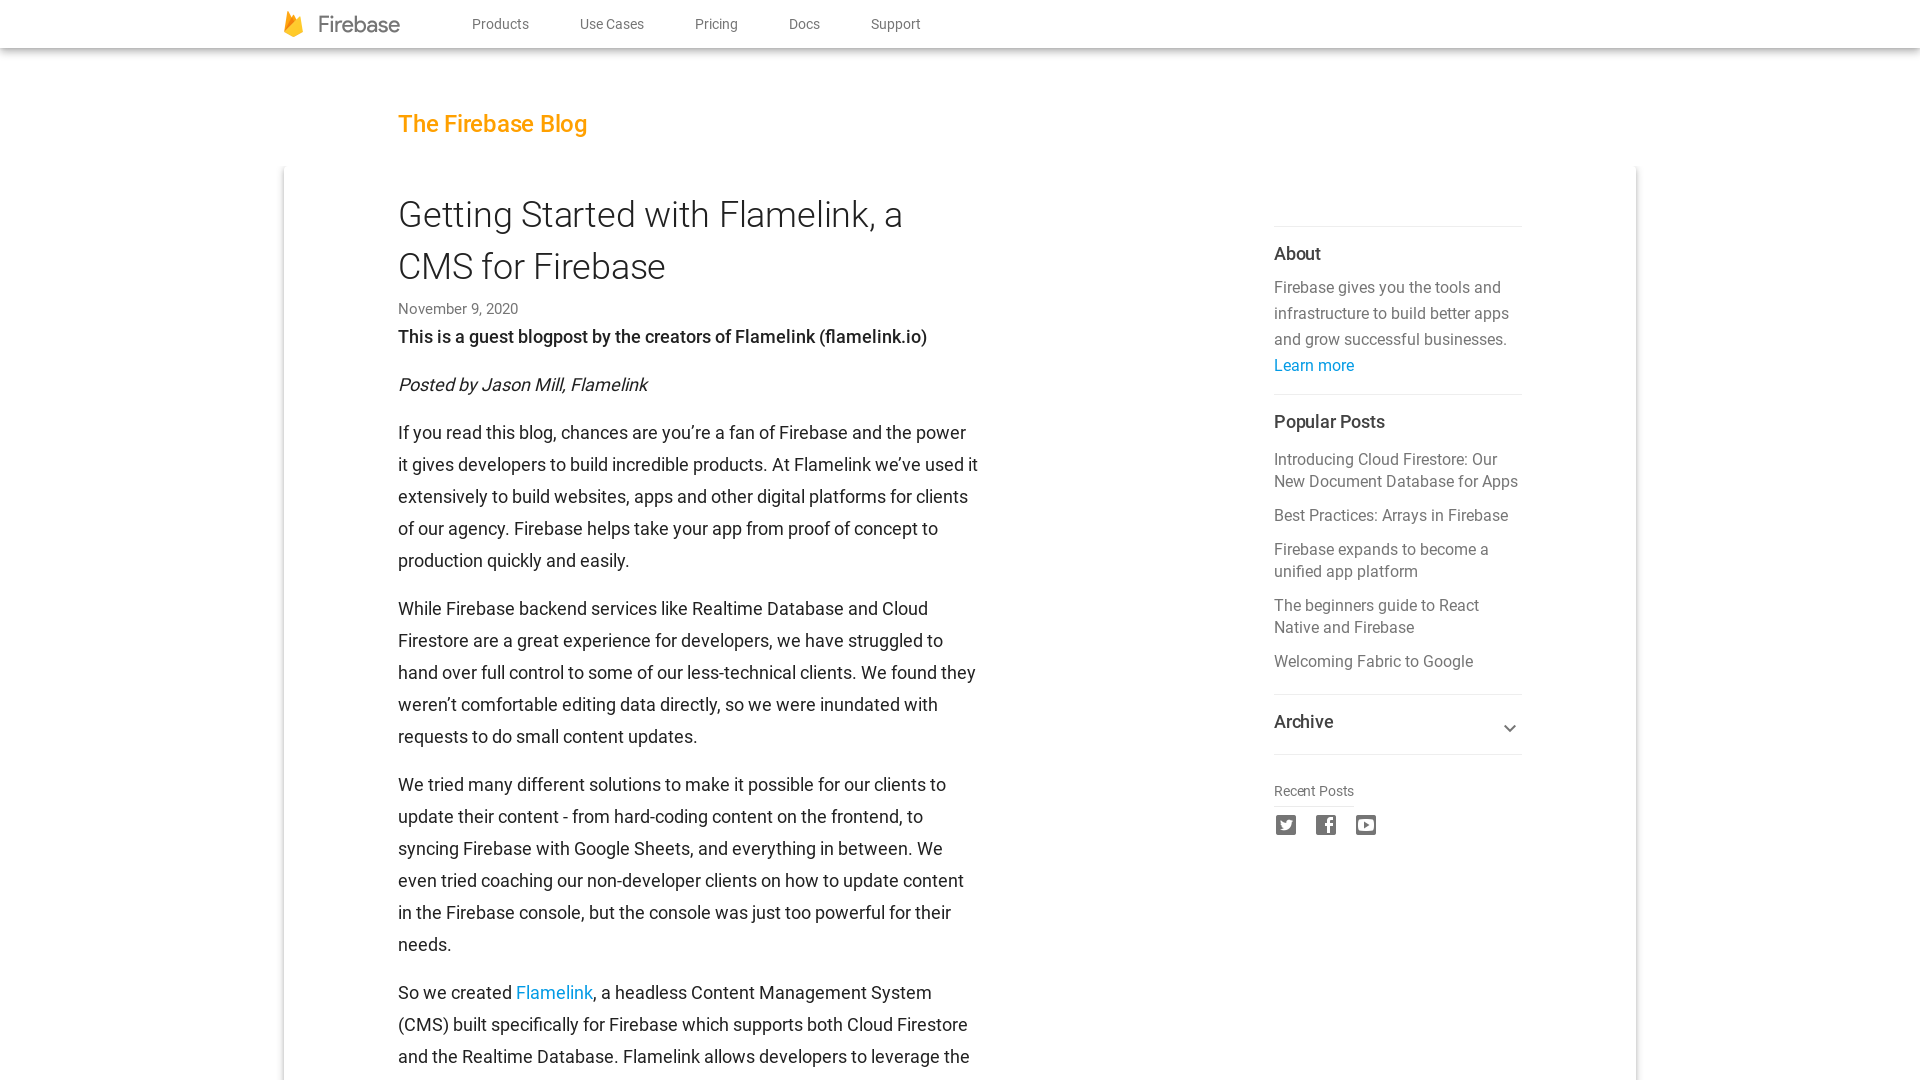 Firebase
Products
Use Cases
Pricing
Docs
Support
The Firebase Blog
Getting Started with Flamelink, a
CMS for Firebase
November 9, 2020
This is a guest blogpost by the creators of Flamelink (flamelink.io)
Posted by Jason Mill, Flamelink
If you read this blog, chances are you’re a fan of Firebase and the power
it gives developers to build incredible products. At Flamelink we’ve used it
extensively to build websites, apps and other digital platforms for clients
of our agency. Firebase helps take your app from proof of concept to
production quickly and easily.
While Firebase backend services like Realtime Database and Cloud
Firestore are a great experience for developers, we have struggled to
hand over full control to some of our less-technical clients. We found they
weren’t comfortable editing data directly, so we were inundated with
requests to do small content updates.
We tried many different solutions to make it possible for our clients to
update their content - from hard-coding content on the frontend, to
syncing Firebase with Google Sheets, and everything in between. We
even tried coaching our non-developer clients on how to update content
in the Firebase console, but the console was just too powerful for their
needs.
So we created Flamelink, a headless Content Management System
(CMS) built specifically for Firebase which supports both Cloud Firestore
and the Realtime Database. Flamelink allows developers to leverage the
About
Firebase gives you the tools and
infrastructure to build better apps
and grow successful businesses.
Learn more
Popular Posts
Introducing Cloud Firestore: Our
New Document Database for Apps
Best Practices: Arrays in Firebase
Firebase expands to become a
unified app platform
The beginners guide to React
Native and Firebase
Welcoming Fabric to Google
Archive
Recent Posts